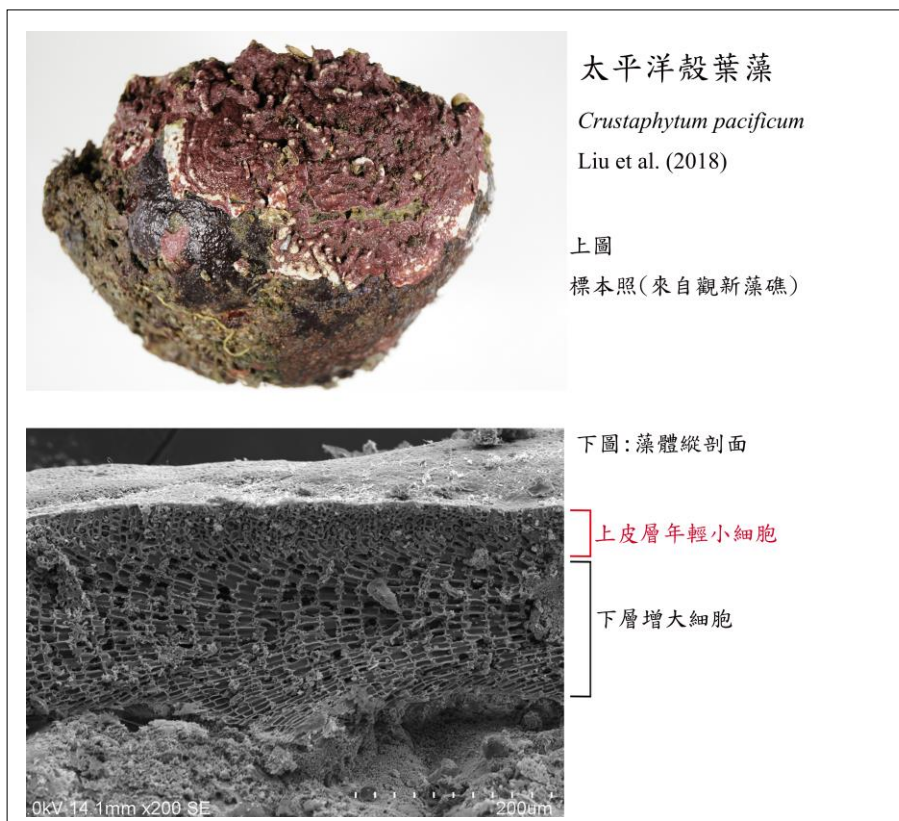 太平洋殼葉藻
Crustaphytum pacificum
Liu et al. (2018)
上圖
標本照(來自觀新藻礁)
下圖:藻體縱剖面
上皮層年輕小細胞
下層增大細胞
0kV 14.1mm x200 SE
200um